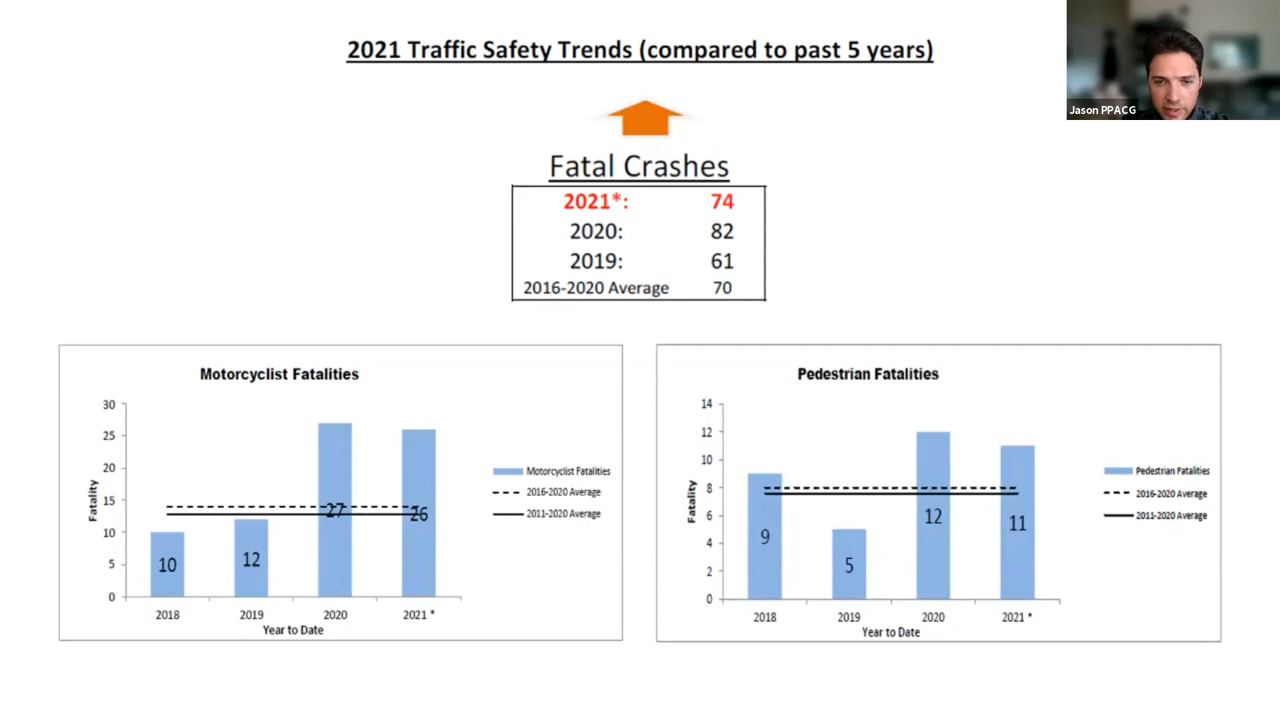 2021 Traffic Safety Trends (compared to past 5 years)
Jason PPACG
Fatal Crashes
2021*: 74
2020: 82
2019: 61
2016-2020 Average 70
Motorcyclist Fatalities
30
25
20
15
10
5
0
Fatality
10
12
27
26
2018 2019 2020 2021 *
Year to Date
Motorcyclist Fatalities
2016-2020 Average
2011-2020 Average
Pedestrian Fatalities
14
12
10
8
6
4
2
0
Fatality
9
5
12
11
2018 2019 2020 2021 *
Year to Date
Pedestrian Fatalities
2016-2020 Average
2011-2020 Average